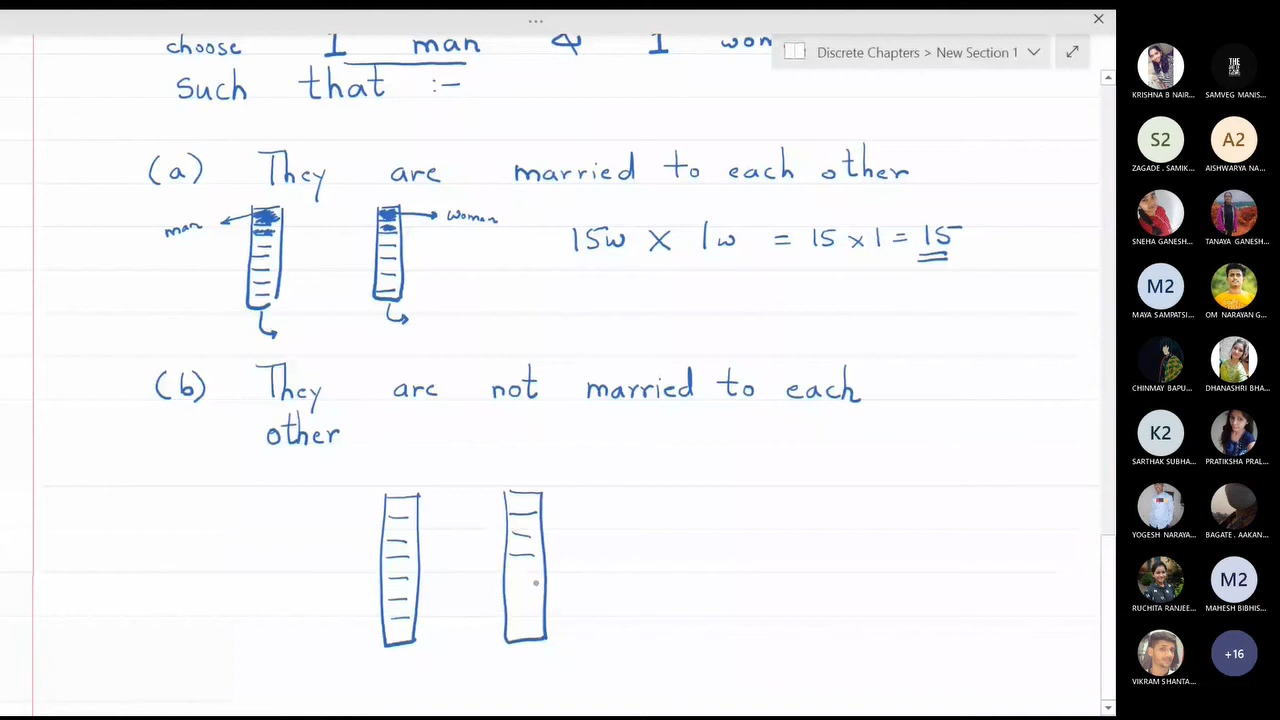 choose 1 man & 1 wom
such that :-
Discrete Chapters > New Section 1
(a) They are married to each other
man
woman
15w × 1w = 15 × 1 = 15
(b) They are not married to each
other
KRISHNA B NAIR...
SAMVEG MANIS...
S2
A2
ZAGADE . SAMIK...
AISHWARYA NA...
SNEHA GANESH...
TANAYA GANESH...
M2
MAYA SAMPATSI...
OM NARAYAN G...
CHINMAY BAPU...
DHANASHRI BHA...
K2
SARTHAK SUBHA...
PRATIKSHA PRAL...
YOGESH NARAYA...
BAGATE . AAKAN...
M2
RUCHITA RANJEE...
MAHESH BIBHIS...
+16
VIKRAM SHANTA...